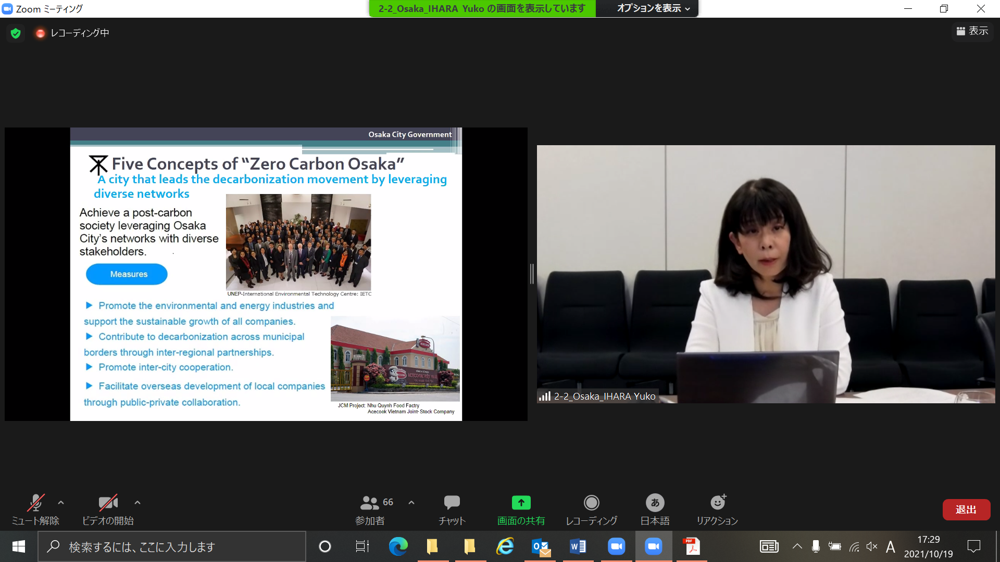 Zoom ミーティング
2-2_Osaka_IHARA Yuko の画面を表示しています
オプションを表示
レコーディング中
表示
Osaka City Government
Five Concepts of “Zero Carbon Osaka”
A city that leads the decarbonization movement by leveraging
diverse networks
Achieve a post-carbon
society leveraging Osaka
City's networks with diverse
stakeholders.
Measures
UNEP-International Environmental Technology Centre: IETC
▶ Promote the environmental and energy industries and
support the sustainable growth of all companies.
▶ Contribute to decarbonization across municipal
borders through inter-regional partnerships.
▶ Promote inter-city cooperation.
▶ Facilitate overseas development of local companies
through public-private collaboration.
ACECOOK
ACECOOK VIET NAM
JCM Project: Nhu Quynh Food Factry
Acecook Vietnam Joint- Stock Company
2-2_Osaka_IHARA Yuko
ミュート解除
ビデオの開始
66
参加者
チャット
画面の共有
レコーディング
あ
日本語
リアクション
退出
検索するには、ここに入力します
PDF
A
17:29
2021/10/19